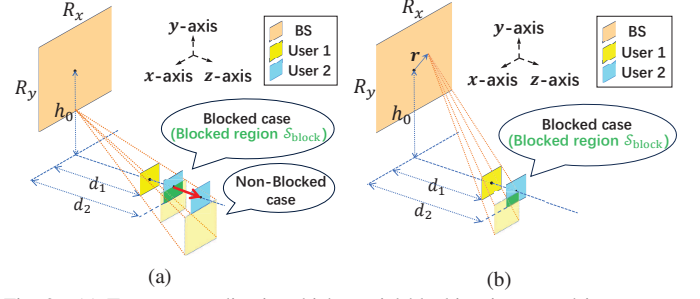 R_x
R_y
h_0
y-axis
x-axis
z-axis
BS
User 1
User 2
Blocked case
(Blocked region 𝒮_block)
Non-Blocked
case
d_1
d_2
(a)
R_x
R_y
r
h_0
y-axis
x-axis
z-axis
BS
User 1
User 2
Blocked case
(Blocked region 𝒮_block)
d_1
d_2
(b)